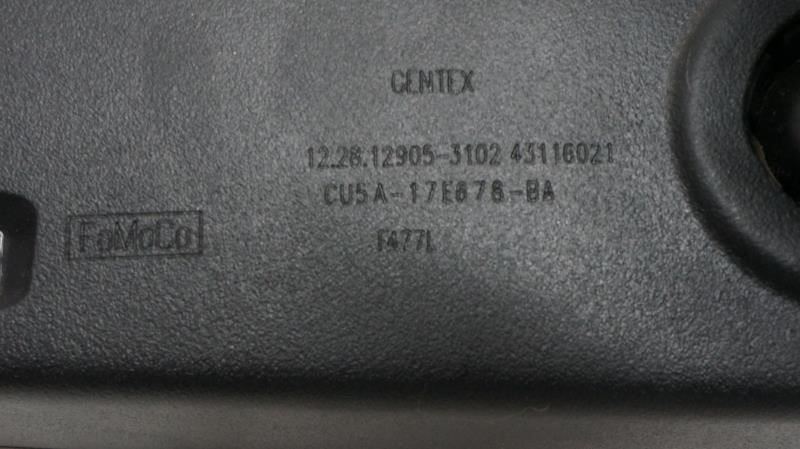 GENTEX
12.28.12905-3102 43116021
CU5A-17E678-BA
FoMoCo
F477L